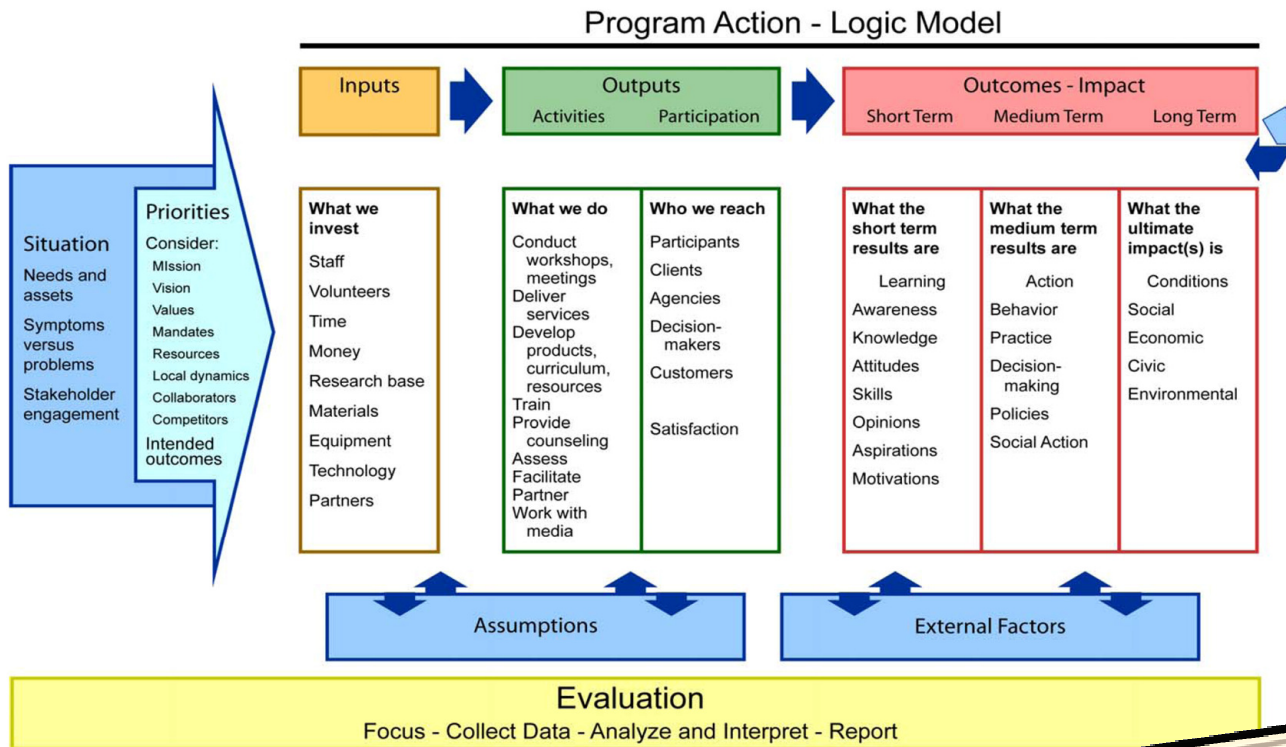 Program Action - Logic Model
Inputs
Outputs
Activities Participation
Outcomes - Impact
Short Term Medium Term Long Term
Situation
Needs and
assets
Symptoms
versus
problems
Stakeholder
engagement
Priorities
Consider:
MIssion
Vision
Values
Mandates
Resources
Local dynamics
Collaborators
Competitors
Intended
outcomes
What we
invest
Staff
Volunteers
Time
Money
Research base
Materials
Equipment
Technology
Partners
What we do
Conduct
workshops,
meetings
Deliver
services
Develop
products,
curriculum,
resources
Train
Provide
counseling
Assess
Facilitate
Partner
Work with
media
Who we reach
Participants
Clients
Agencies
Decision-
makers
Customers
Satisfaction
What the
short term
results are
Learning
Awareness
Knowledge
Attitudes
Skills
Opinions
Aspirations
Motivations
What the
medium term
results are
Action
Behavior
Practice
Decision-
making
Policies
Social Action
What the
ultimate
impact(s) is
Conditions
Social
Economic
Civic
Environmental
Assumptions
External Factors
Evaluation
Focus - Collect Data - Analyze and Interpret - Report